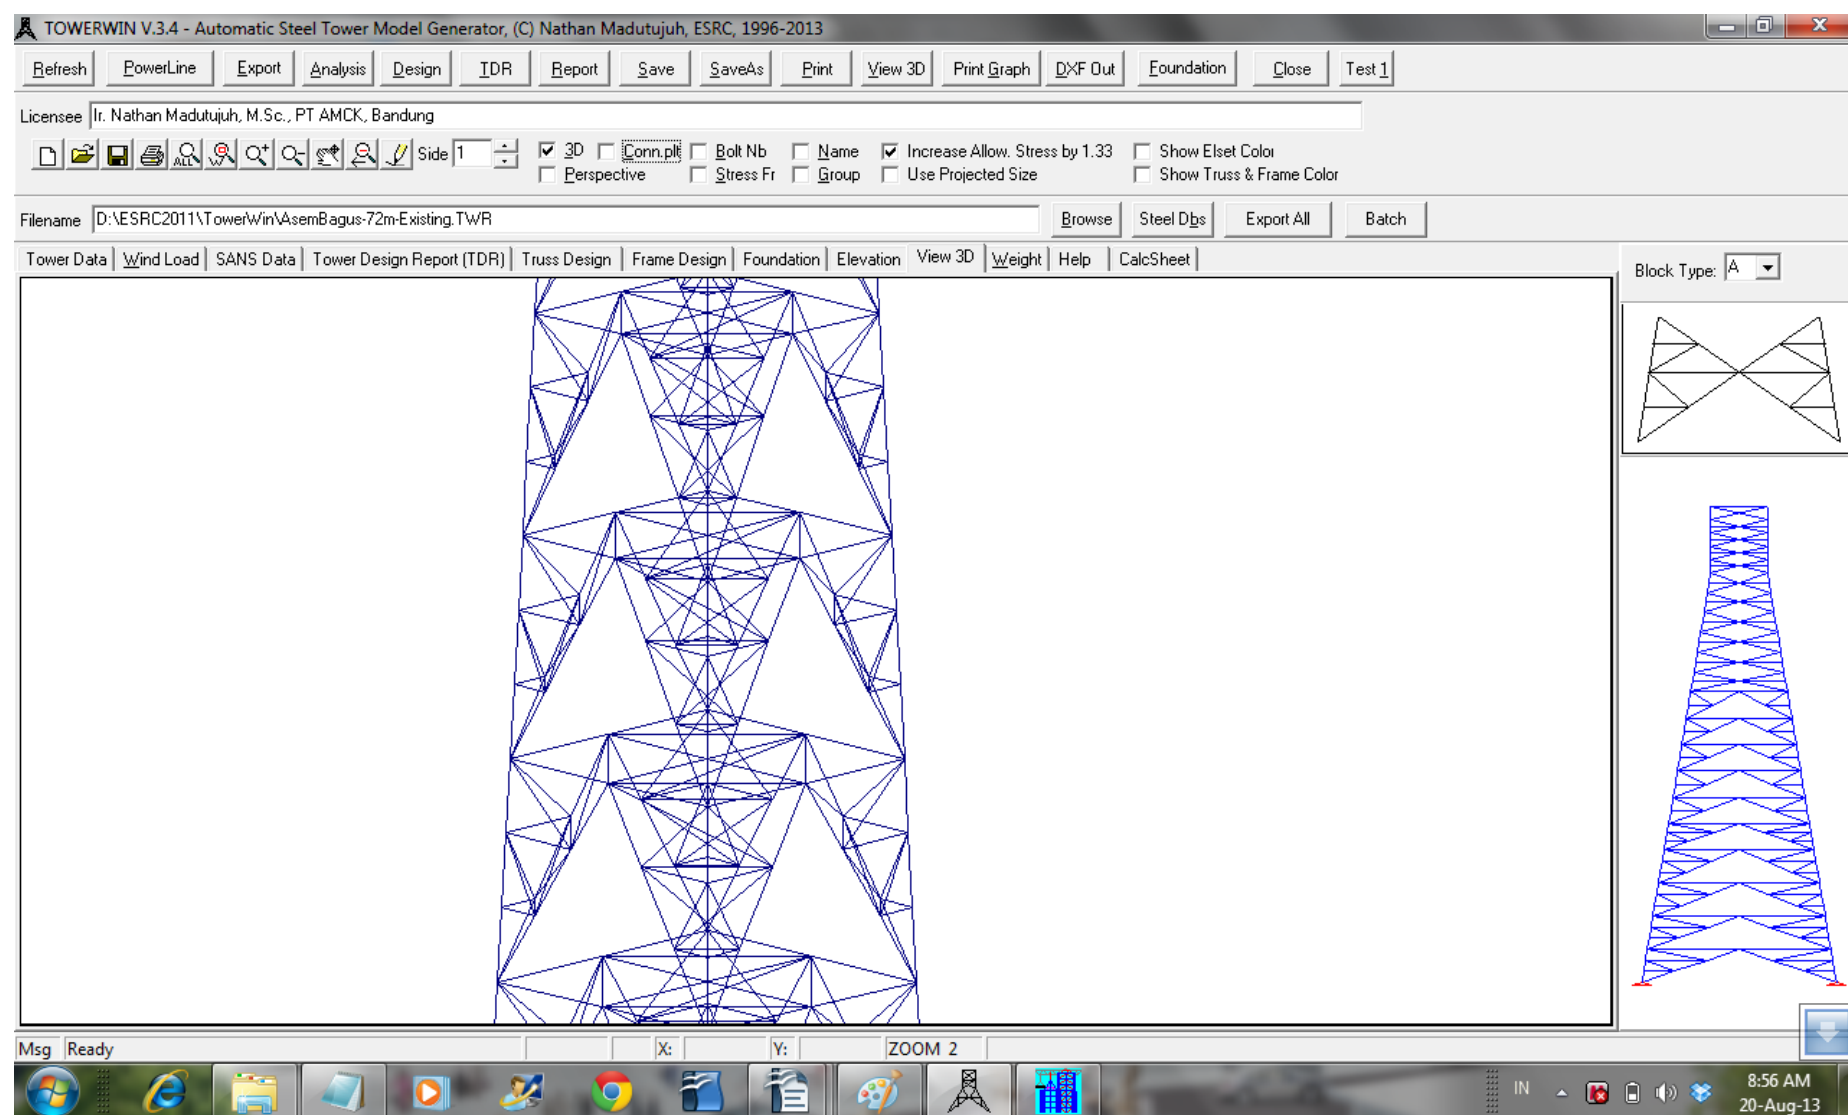 TOWERWIN V.3.4 - Automatic Steel Tower Model Generator, (C) Nathan Madutujuh, ESRC, 1996-2013
Refresh PowerLine Export Analysis Design TDR Report Save SaveAs Print View 3D Print Graph DXF Out Foundation Close Test 1
Licensee Ir. Nathan Madutujuh, M.Sc., PT AMCK, Bandung
ALL Side 1 3D Conn.plt Bolt Nb Name Increase Allow. Stress by 1.33 Show Elset Color
Perspective Stress Fr Group Use Projected Size Show Truss & Frame Color
Filename D:\ESRC2011\TowerWin\AsemBagus-72m-Existing.TWR Browse Steel Dbs Export All Batch
Tower Data Wind Load SANS Data Tower Design Report (TDR) Truss Design Frame Design Foundation Elevation View 3D Weight Help CalcSheet
Block Type: A
Msg Ready X: Y: ZOOM 2
IN 8:56 AM
20-Aug-13